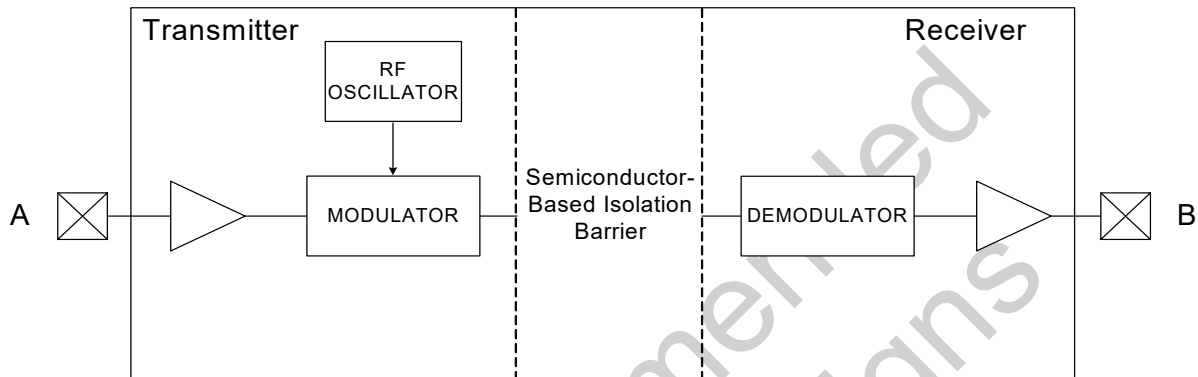 Transmitter
Receiver
RF
OSCILLATOR
A
MODULATOR
Semiconductor-
Based Isolation
Barrier
DEMODULATOR
B